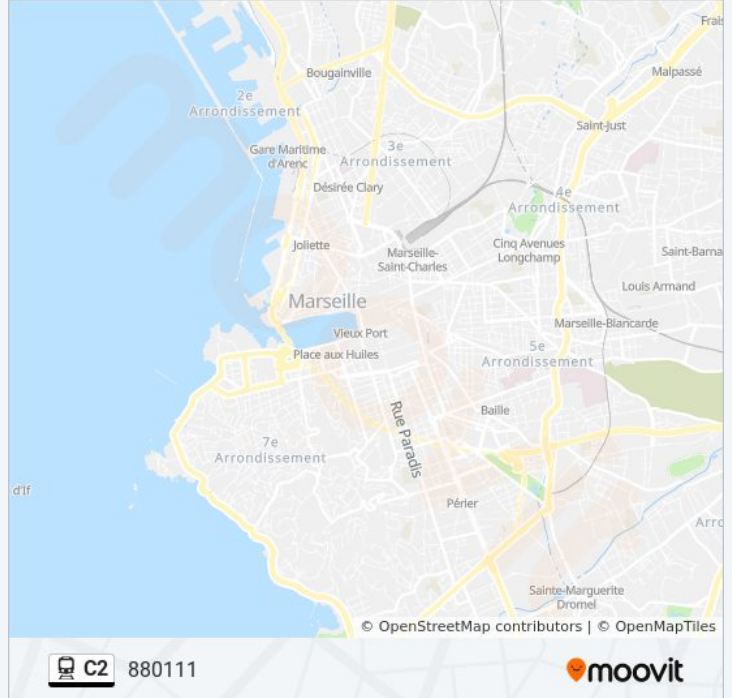 Frais
Bougainville
Malpassé
2e
Arrondissement
Saint-Just
Gare Maritime
d'Arenc
3e
Arrondissement
Désirée Clary
4e
Arrondissement
Joliette
Marseille-
Saint-Charles
Cinq Avenues
Longchamp
Saint-Barna
Louis Armand
Marseille
Marseille-Blancarde
Vieux Port
Place aux Huiles
5e
Arrondissement
Rue Paradis
Baille
7e
Arrondissement
d'If
Périer
Arro
Sainte-Marguerite
Dromel
© OpenStreetMap contributors | © OpenMapTiles
C2 880111
moovit